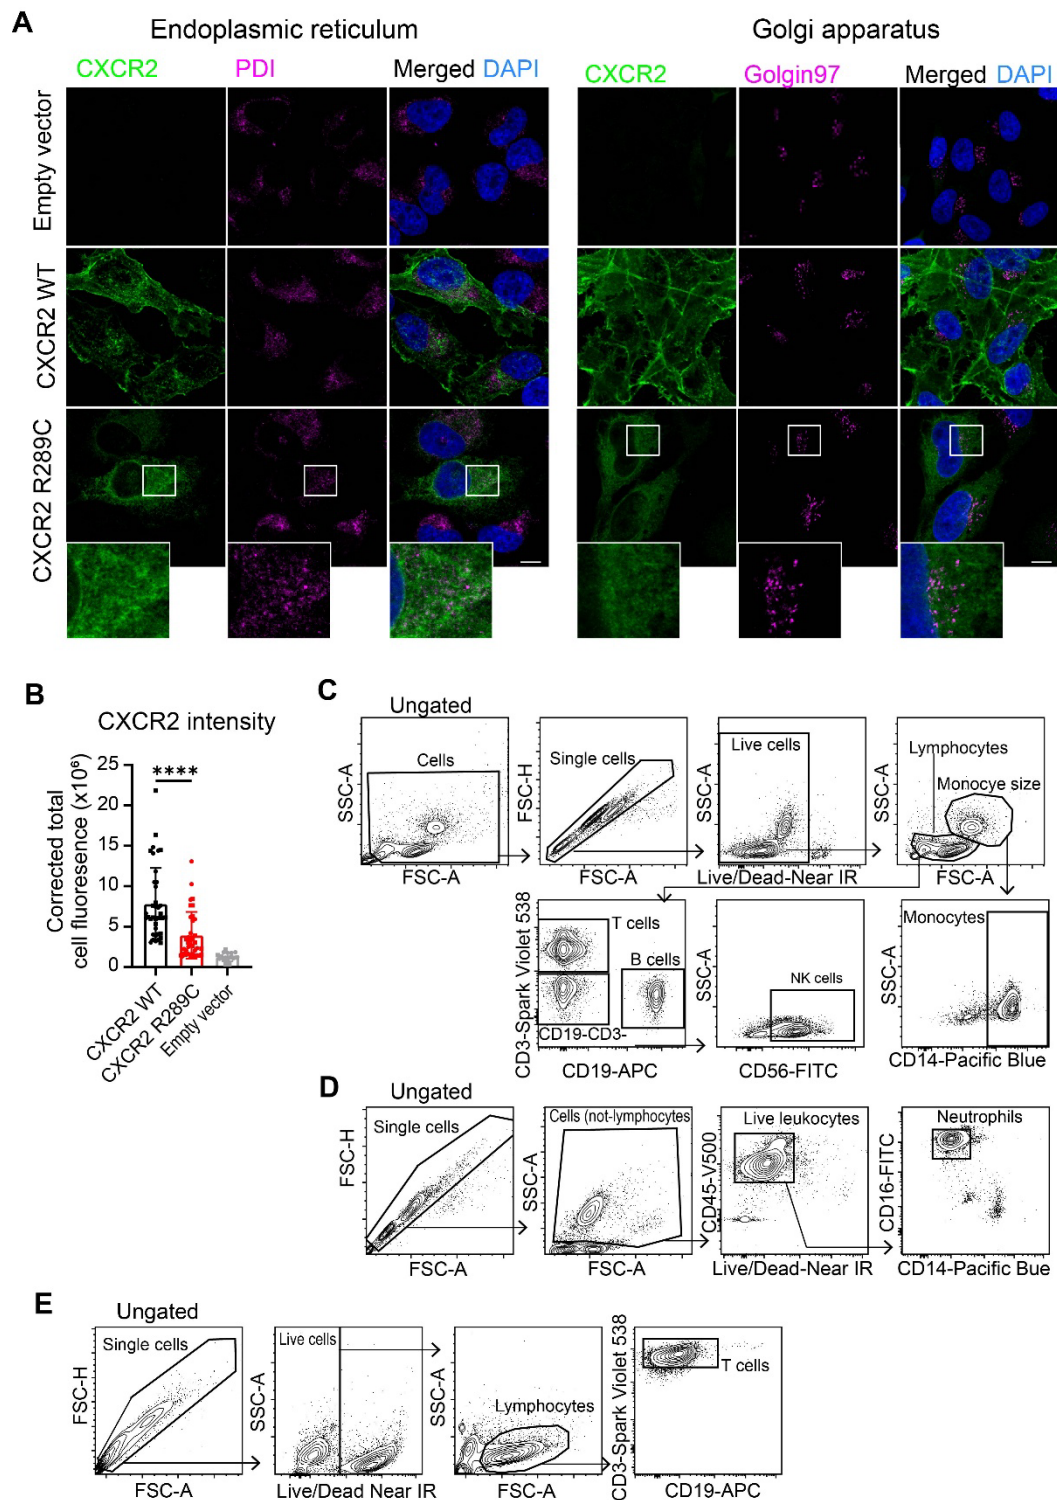 A
Endoplasmic reticulum
Golgi apparatus
CXCR2 PDI Merged DAPI
CXCR2 Golgin97 Merged DAPI
Empty vector
CXCR2 WT
CXCR2 R289C
B
CXCR2 intensity
Corrected total
cell fluoresence (x10⁶)
25
20
15
10
5
0
****
CXCR2 WT
CXCR2 R289C
Empty vector
C
Ungated
Cells
SSC-A
FSC-A
Single cells
FSC-H
FSC-A
Live cells
SSC-A
Live/Dead-Near IR
Lymphocytes
Monocye size
SSC-A
FSC-A
T cells
B cells
CD19-CD3-
CD3-Spark Violet 538
CD19-APC
NK cells
SSC-A
CD56-FITC
Monocytes
SSC-A
CD14-Pacific Blue
D
Ungated
Single cells
FSC-H
FSC-A
Cells (not-lymphocytes
SSC-A
FSC-A
Live leukocytes
CD45-V500
Live/Dead-Near IR
Neutrophils
CD16-FITC
CD14-Pacific Bue
E
Ungated
Single cells
FSC-H
FSC-A
Live cells
SSC-A
Live/Dead Near IR
Lymphocytes
SSC-A
FSC-A
T cells
CD3-Spark Violet 538
CD19-APC